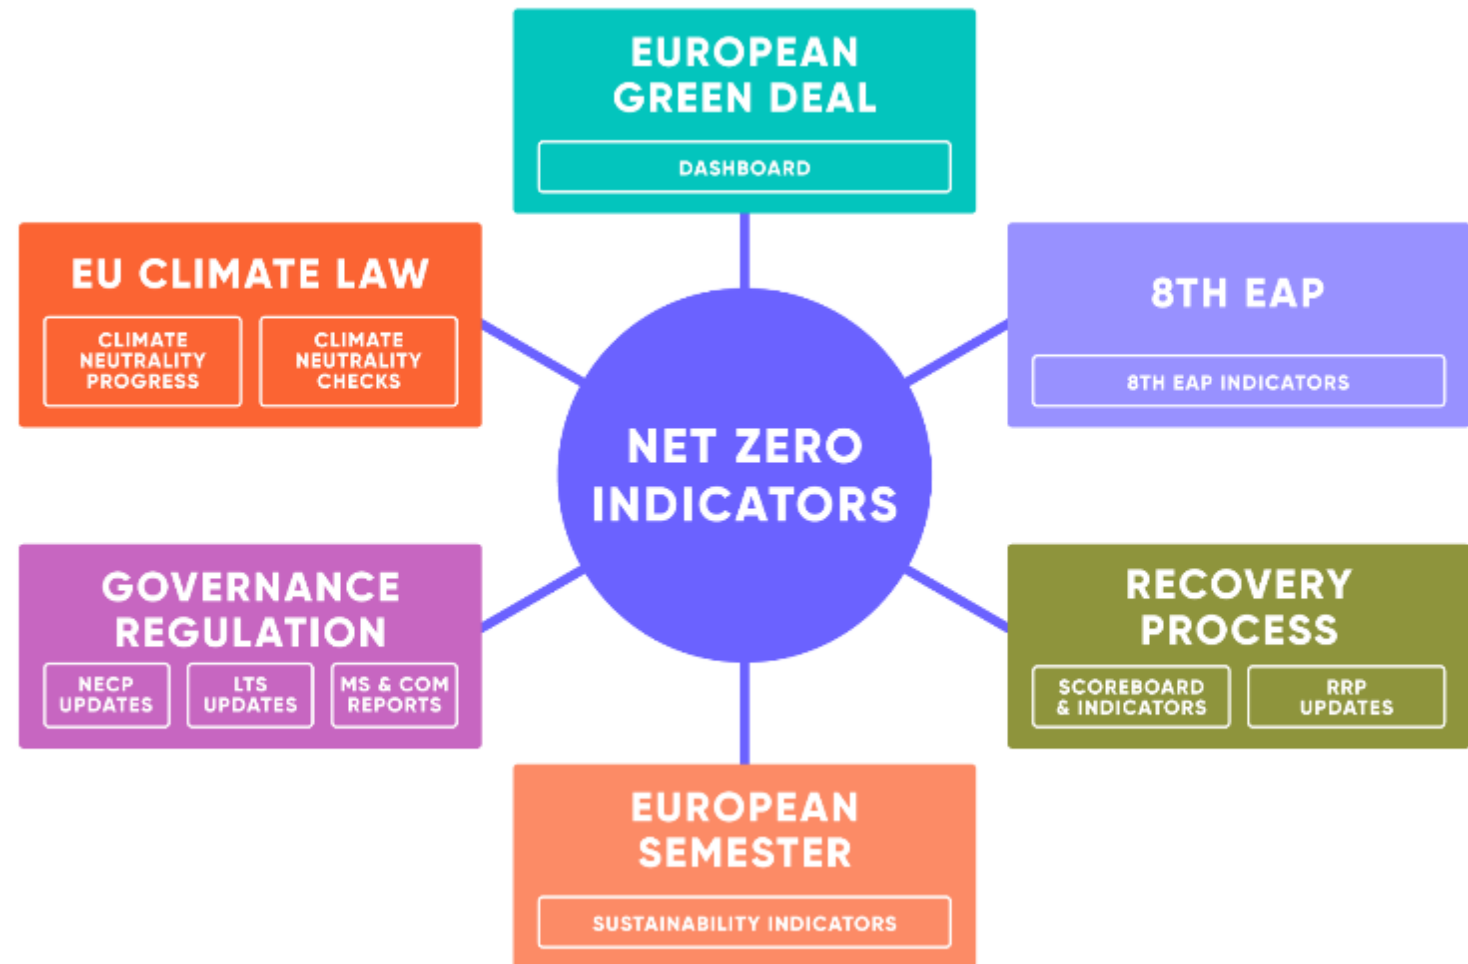 EUROPEAN
GREEN DEAL
DASHBOARD
EU CLIMATE LAW
CLIMATE
NEUTRALITY
PROGRESS
CLIMATE
NEUTRALITY
CHECKS
8TH EAP
8TH EAP INDICATORS
NET ZERO
INDICATORS
GOVERNANCE
REGULATION
NECP
UPDATES
LTS
UPDATES
MS & COM
REPORTS
RECOVERY
PROCESS
SCOREBOARD
& INDICATORS
RRP
UPDATES
EUROPEAN
SEMESTER
SUSTAINABILITY INDICATORS